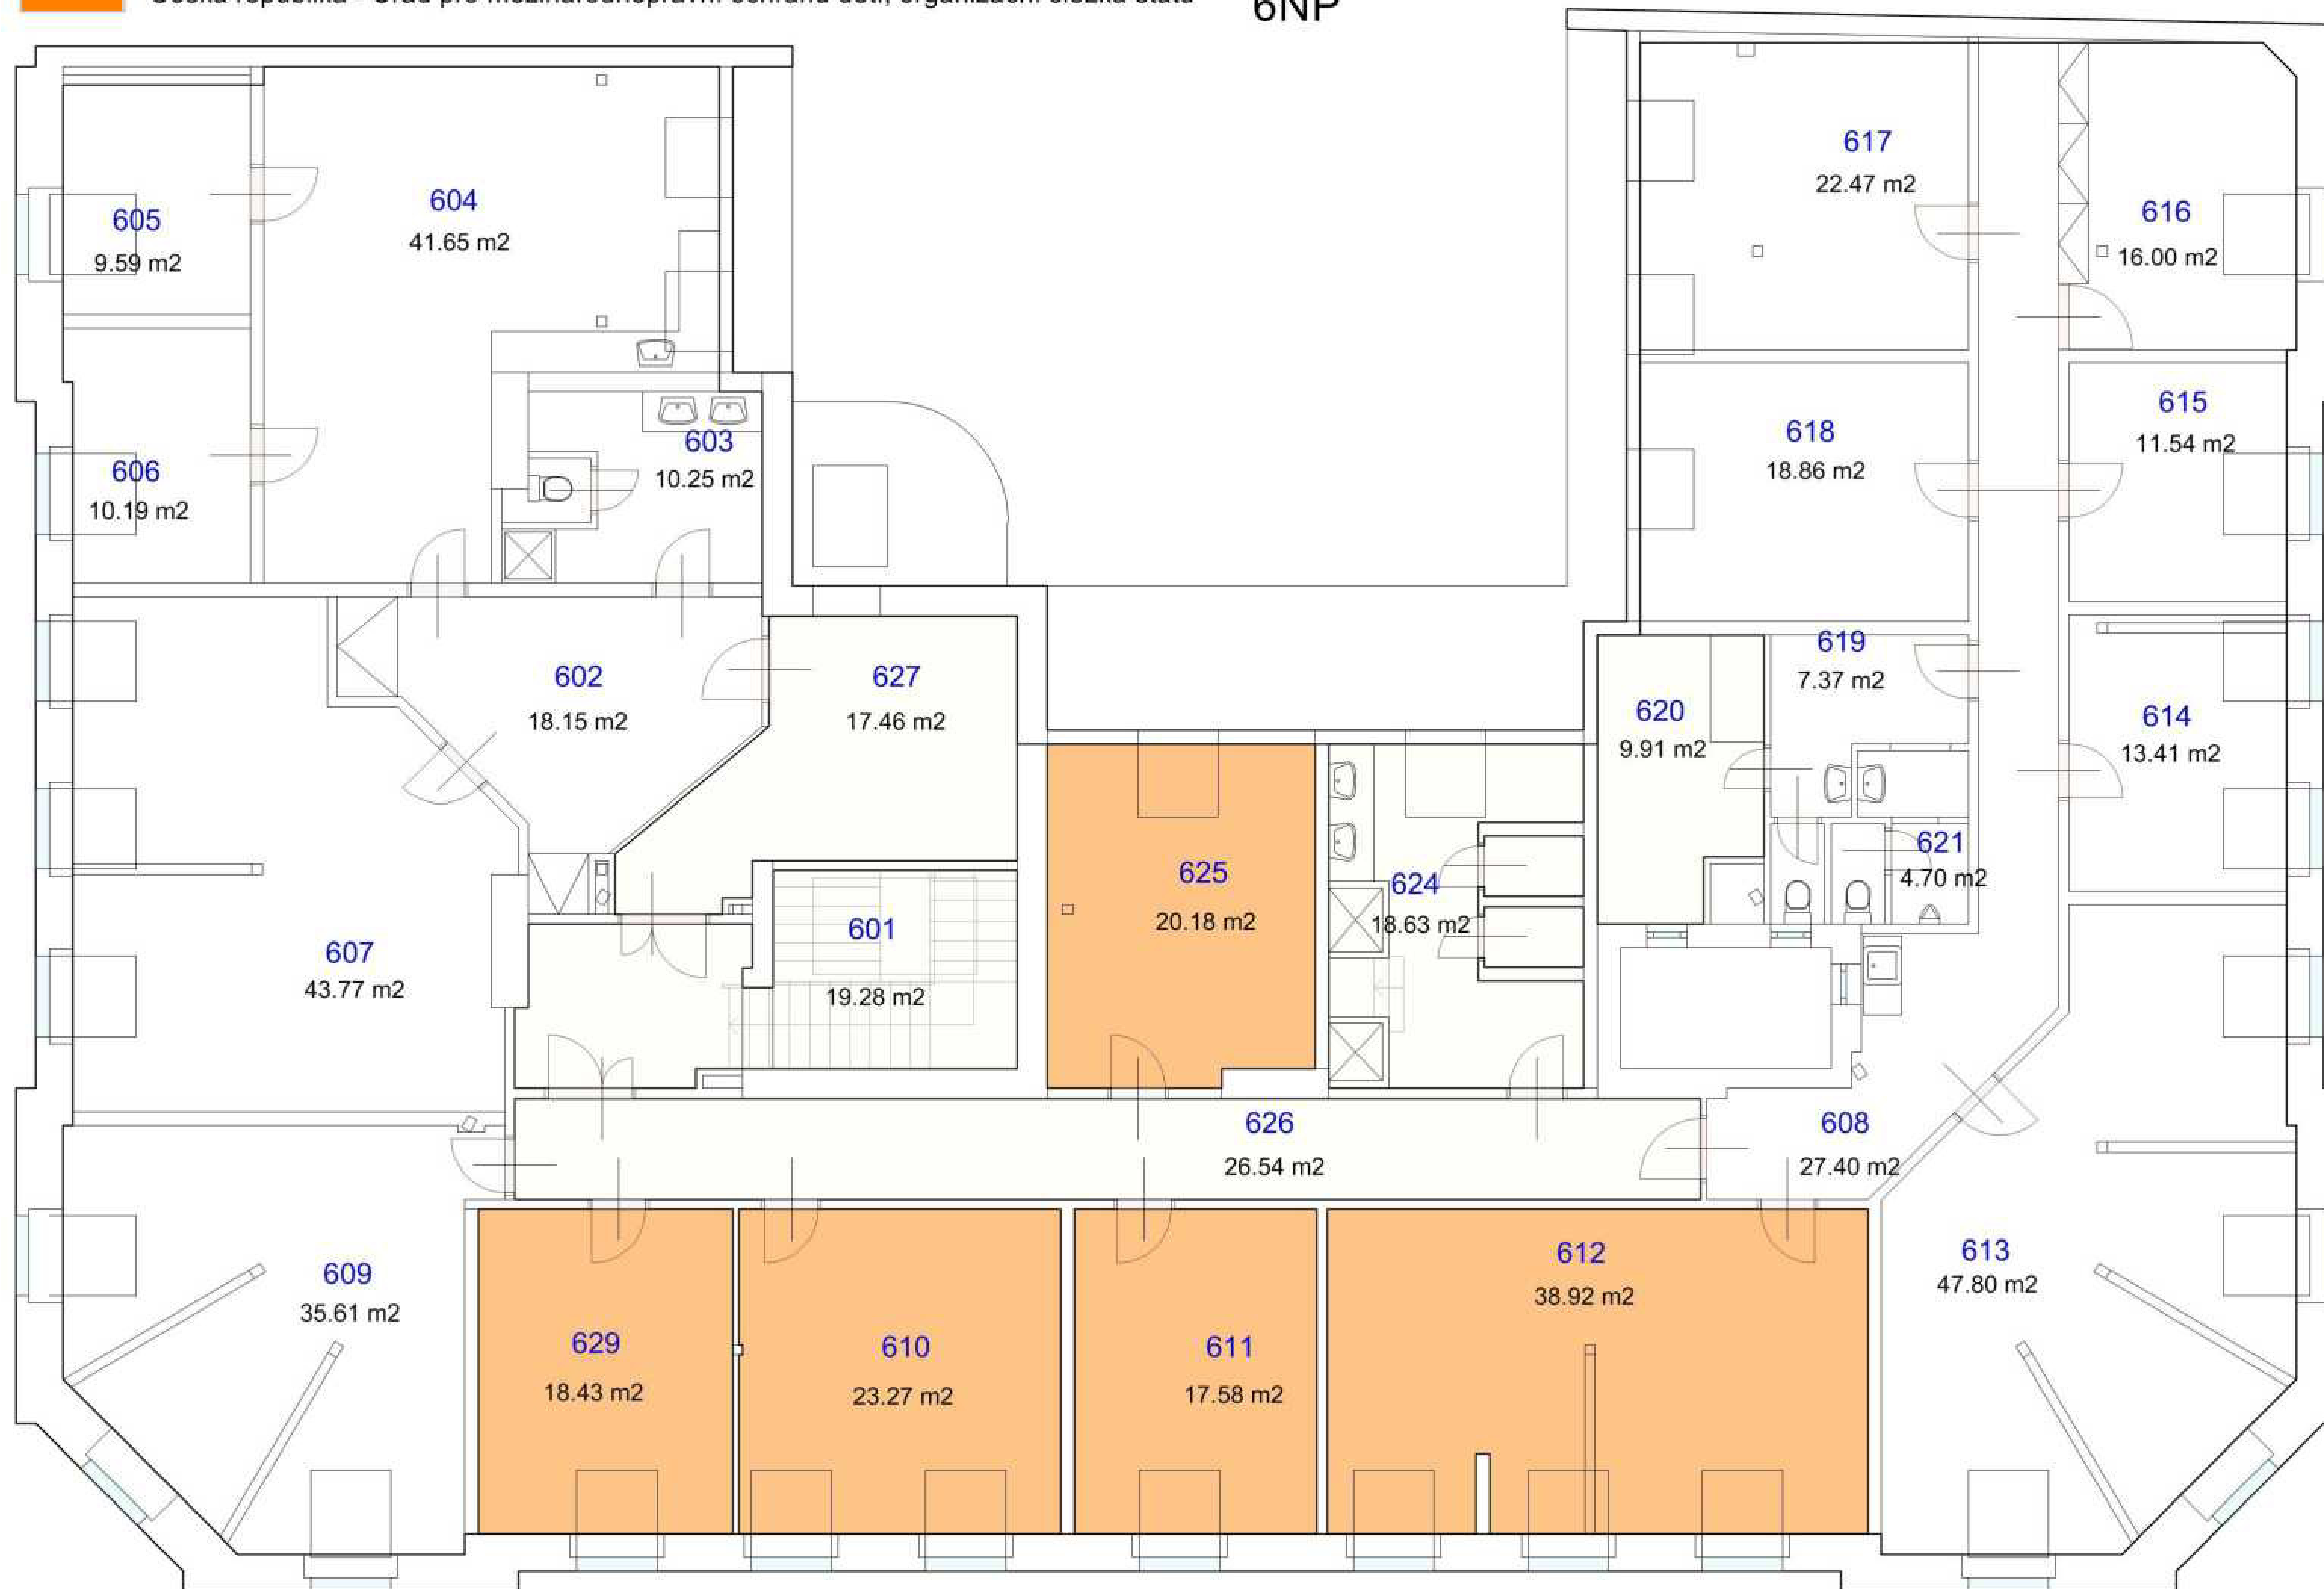 6NP
605
9.59 m2
604
41.65 m2
617
22.47 m2
616
16.00 m2
606
10.19 m2
603
10.25 m2
618
18.86 m2
615
11.54 m2
602
18.15 m2
627
17.46 m2
619
7.37 m2
620
9.91 m2
614
13.41 m2
607
43.77 m2
601
19.28 m2
625
20.18 m2
624
18.63 m2
621
4.70 m2
626
26.54 m2
608
27.40 m2
609
35.61 m2
629
18.43 m2
610
23.27 m2
611
17.58 m2
612
38.92 m2
613
47.80 m2